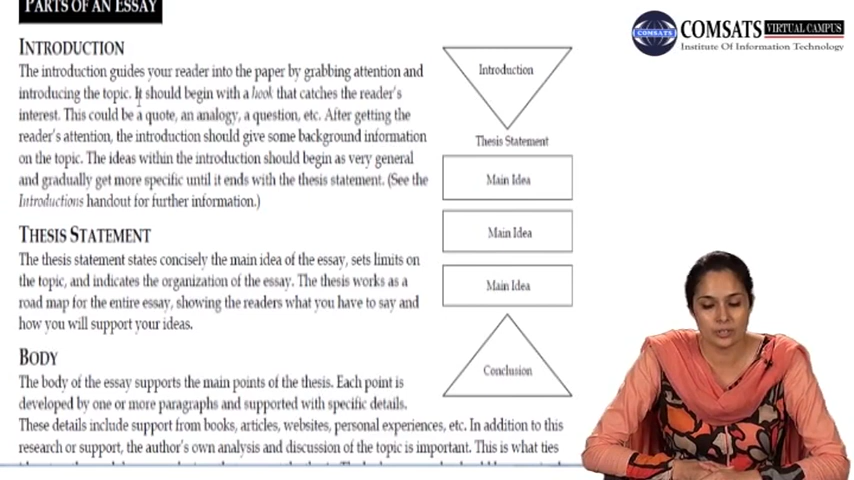 PARTS OF AN ESSAY
INTRODUCTION
The introduction guides your reader into the paper by grabbing attention and
introducing the topic. It should begin with a hook that catches the reader's
interest. This could be a quote, an analogy, a question, etc. After getting the
reader's attention, the introduction should give some background information
on the topic. The ideas within the introduction should begin as very general
and gradually get more specific until it ends with the thesis statement. (See the
Introductions handout for further information.)
THESIS STATEMENT
The thesis statement states concisely the main idea of the essay, sets limits on
the topic, and indicates the organization of the essay. The thesis works as a
road map for the entire essay, showing the readers what you have to say and
how you will support your ideas.
BODY
The body of the essay supports the main points of the thesis. Each point is
developed by one or more paragraphs and supported with specific details.
These details include support from books, articles, websites, personal experiences, etc. In addition to this
research or support, the author's own analysis and discussion of the topic is important. This is what ties
Introduction
Thesis Statement
Main Idea
Main Idea
Main Idea
Conclusion
COMSATS
COMSATS VIRTUAL CAMPUS
Institute Of Information Technology